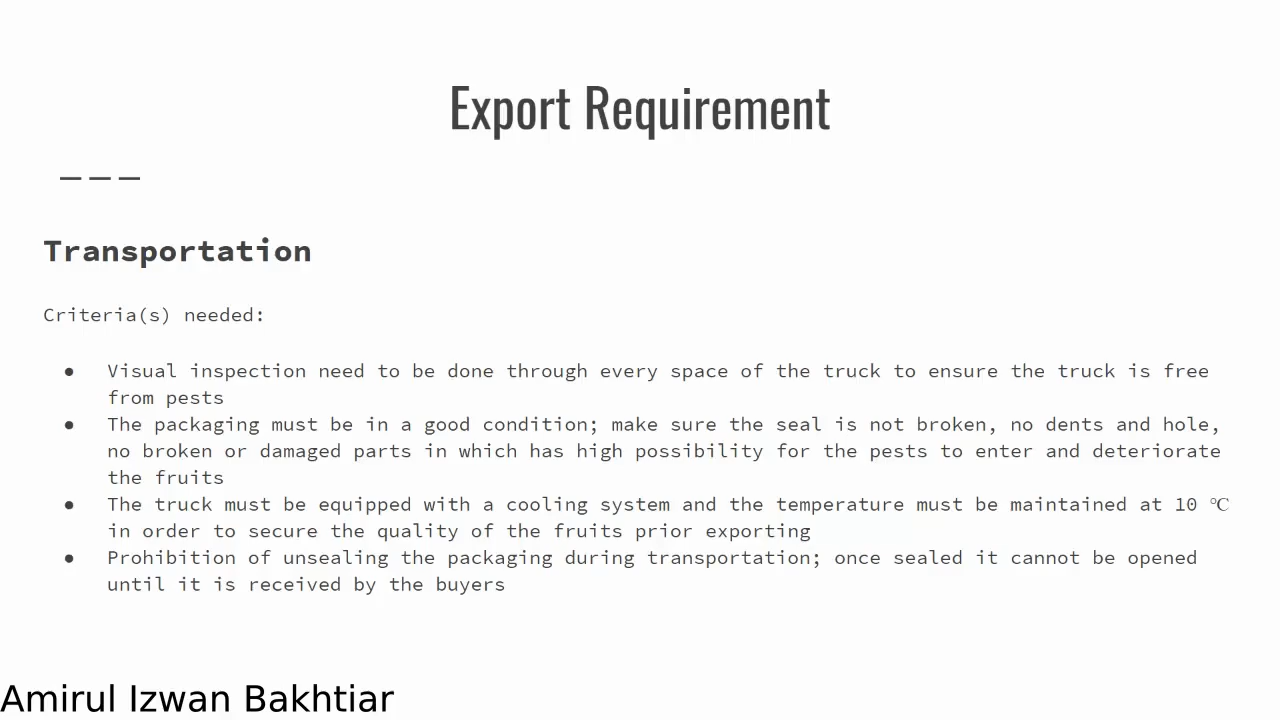 Export Requirement
Transportation
Criteria(s) needed:
● Visual inspection need to be done through every space of the truck to ensure the truck is free
from pests
● The packaging must be in a good condition; make sure the seal is not broken, no dents and hole,
no broken or damaged parts in which has high possibility for the pests to enter and deteriorate
the fruits
● The truck must be equipped with a cooling system and the temperature must be maintained at 10 ℃
in order to secure the quality of the fruits prior exporting
● Prohibition of unsealing the packaging during transportation; once sealed it cannot be opened
until it is received by the buyers
Amirul Izwan Bakhtiar